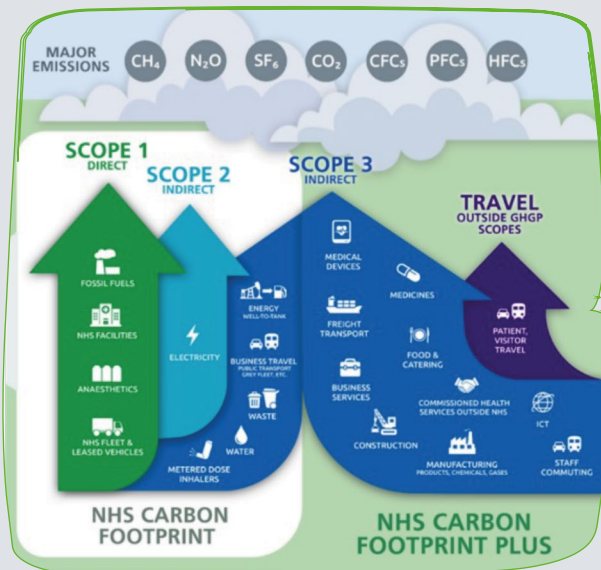 MAJOR
EMISSIONS
CH₄
N₂O
SF₆
CO₂
CFCs
PFCs
HFCs
SCOPE 1
DIRECT
SCOPE 2
INDIRECT
SCOPE 3
INDIRECT
TRAVEL
OUTSIDE GHGP
SCOPES
FOSSIL FUELS
NHS FACILITIES
ANAESTHETICS
NHS FLEET &
LEASED VEHICLES
ELECTRICITY
ENERGY
WELL-TO-TANK
BUSINESS TRAVEL
PUBLIC TRANSPORT
GREY FLEET, ETC.
WASTE
WATER
METERED DOSE
INHALERS
MEDICAL
DEVICES
MEDICINES
FREIGHT
TRANSPORT
FOOD &
CATERING
BUSINESS
SERVICES
COMMISSIONED HEALTH
SERVICES OUTSIDE NHS
CONSTRUCTION
MANUFACTURING
PRODUCTS, CHEMICALS, GASES
ICT
STAFF
COMMUTING
PATIENT,
VISITOR
TRAVEL
NHS CARBON
FOOTPRINT
NHS CARBON
FOOTPRINT PLUS